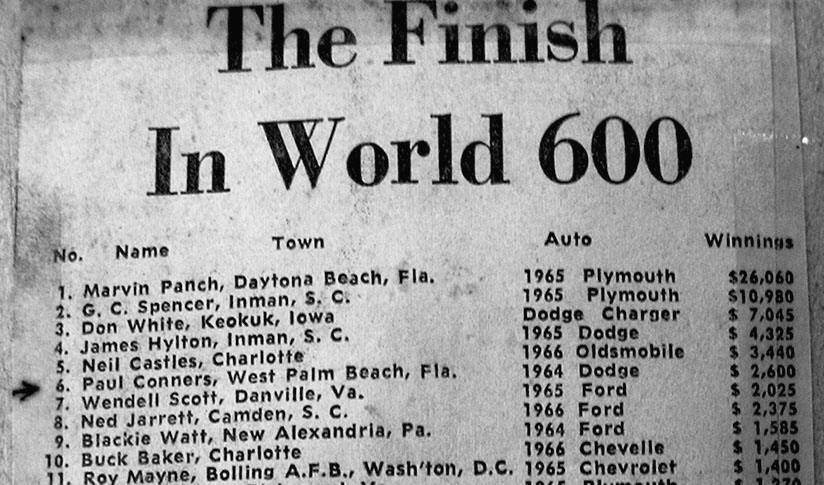 The Finish
In World 600
No. Name Town Auto Winnings
1. Marvin Panch, Daytona Beach, Fla. 1965 Plymouth $26,060
2. G. C. Spencer, Inman, S. C. 1965 Plymouth $10,980
3. Don White, Keokuk, Iowa Dodge Charger $ 7,045
4. James Hylton, Inman, S. C. 1965 Dodge $ 4,325
5. Neil Castles, Charlotte 1966 Oldsmobile $ 3,440
6. Paul Conners, West Palm Beach, Fla. 1964 Dodge $ 2,600
7. Wendell Scott, Danville, Va. 1965 Ford $ 2,025
8. Ned Jarrett, Camden, S. C. 1966 Ford $ 2,375
9. Blackie Watt, New Alexandria, Pa. 1964 Ford $ 1,585
10. Buck Baker, Charlotte 1966 Chevelle $ 1,450
11. Roy Mayne, Bolling A.F.B., Wash'ton, D.C. 1965 Chevrolet $ 1,400